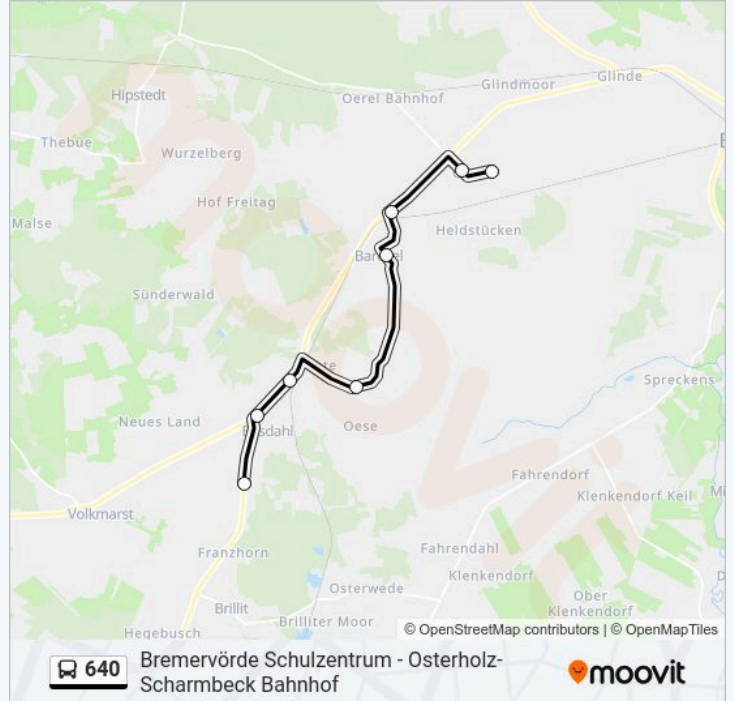 Hipstedt
Oerel Bahnhof
Glindmoor
Glinde
Thebue
Wurzelberg
Hof Freitag
Malse
Heldstücken
Sünderwald
Spreckens
Neues Land
Oese
Volkmarst
Fahrendorf
Klenkendorf Keil
Franzhorn
Fahrendahl
Klenkendorf
Osterwede
Ober
Klenkendorf
Brillit
Brilliter Moor
Hegebusch
© OpenStreetMap contributors | © OpenMapTiles
640
Bremervörde Schulzentrum - Osterholz-
Scharmbeck Bahnhof
moovit